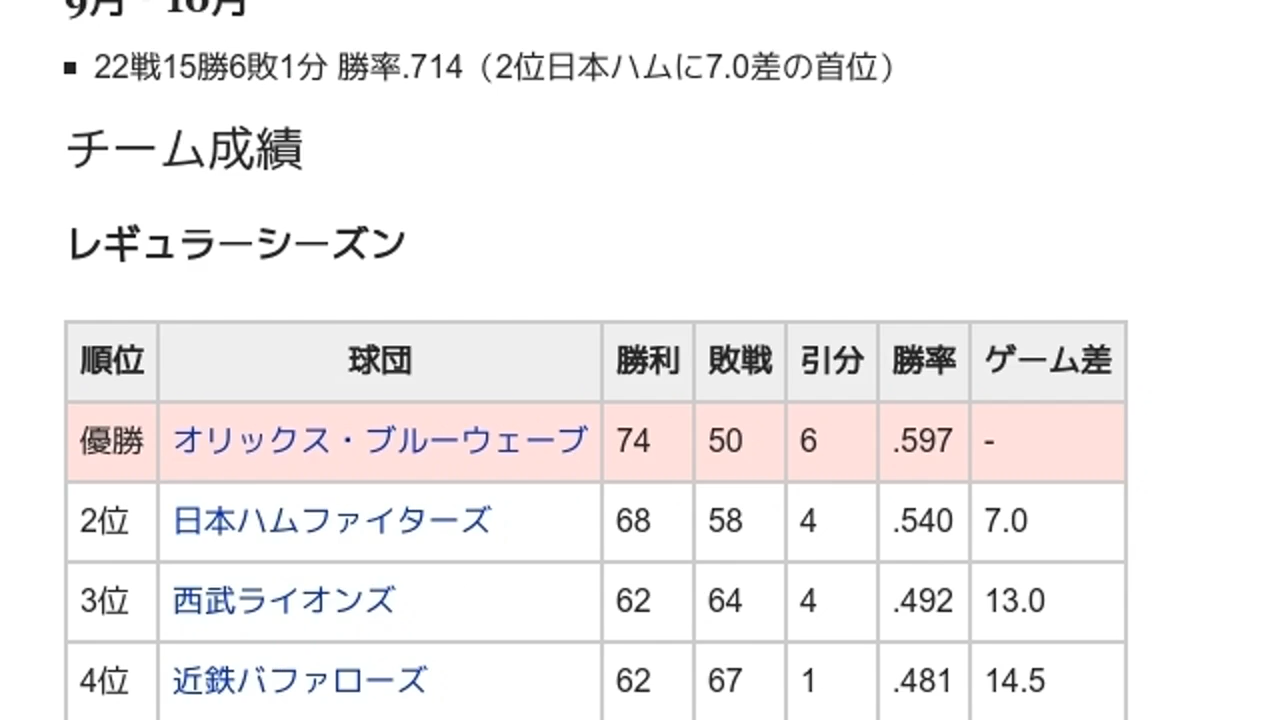 9月・10月
22戦15勝6敗1分 勝率.714（2位日本ハムに7.0差の首位）
チーム成績
レギュラーシーズン
順位 球団 勝利 敗戦 引分 勝率 ゲーム差
優勝 オリックス・ブルーウェーブ 74 50 6 .597 -
2位 日本ハムファイターズ 68 58 4 .540 7.0
3位 西武ライオンズ 62 64 4 .492 13.0
4位 近鉄バファローズ 62 67 1 .481 14.5